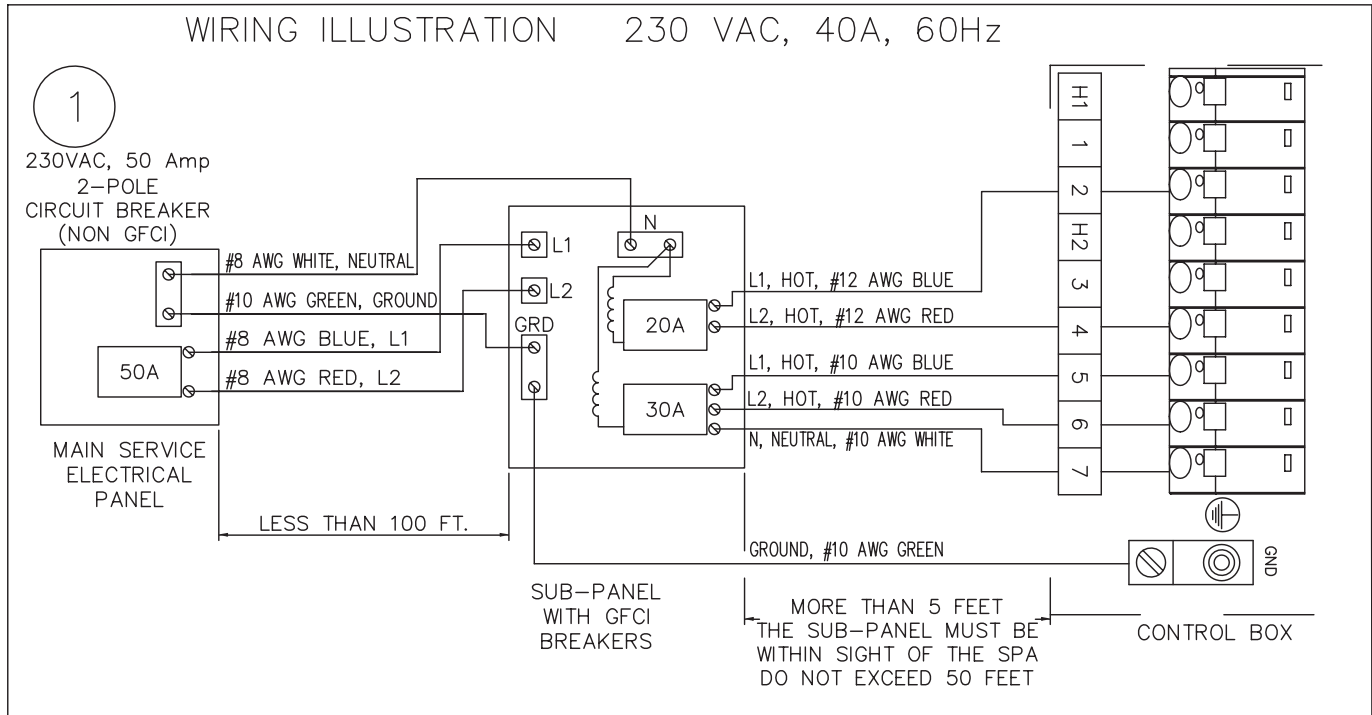 WIRING ILLUSTRATION 230 VAC, 40A, 60Hz
1
230VAC, 50 Amp
2-POLE
CIRCUIT BREAKER
(NON GFCI)
#8 AWG WHITE, NEUTRAL
#10 AWG GREEN, GROUND
#8 AWG BLUE, L1
#8 AWG RED, L2
50A
MAIN SERVICE
ELECTRICAL
PANEL
LESS THAN 100 FT.
L1
L2
GRD
N
20A
30A
SUB-PANEL
WITH GFCI
BREAKERS
L1, HOT, #12 AWG BLUE
L2, HOT, #12 AWG RED
L1, HOT, #10 AWG BLUE
L2, HOT, #10 AWG RED
N, NEUTRAL, #10 AWG WHITE
GROUND, #10 AWG GREEN
MORE THAN 5 FEET
THE SUB-PANEL MUST BE
WITHIN SIGHT OF THE SPA
DO NOT EXCEED 50 FEET
H1
1
2
H2
3
4
5
6
7
GND
CONTROL BOX